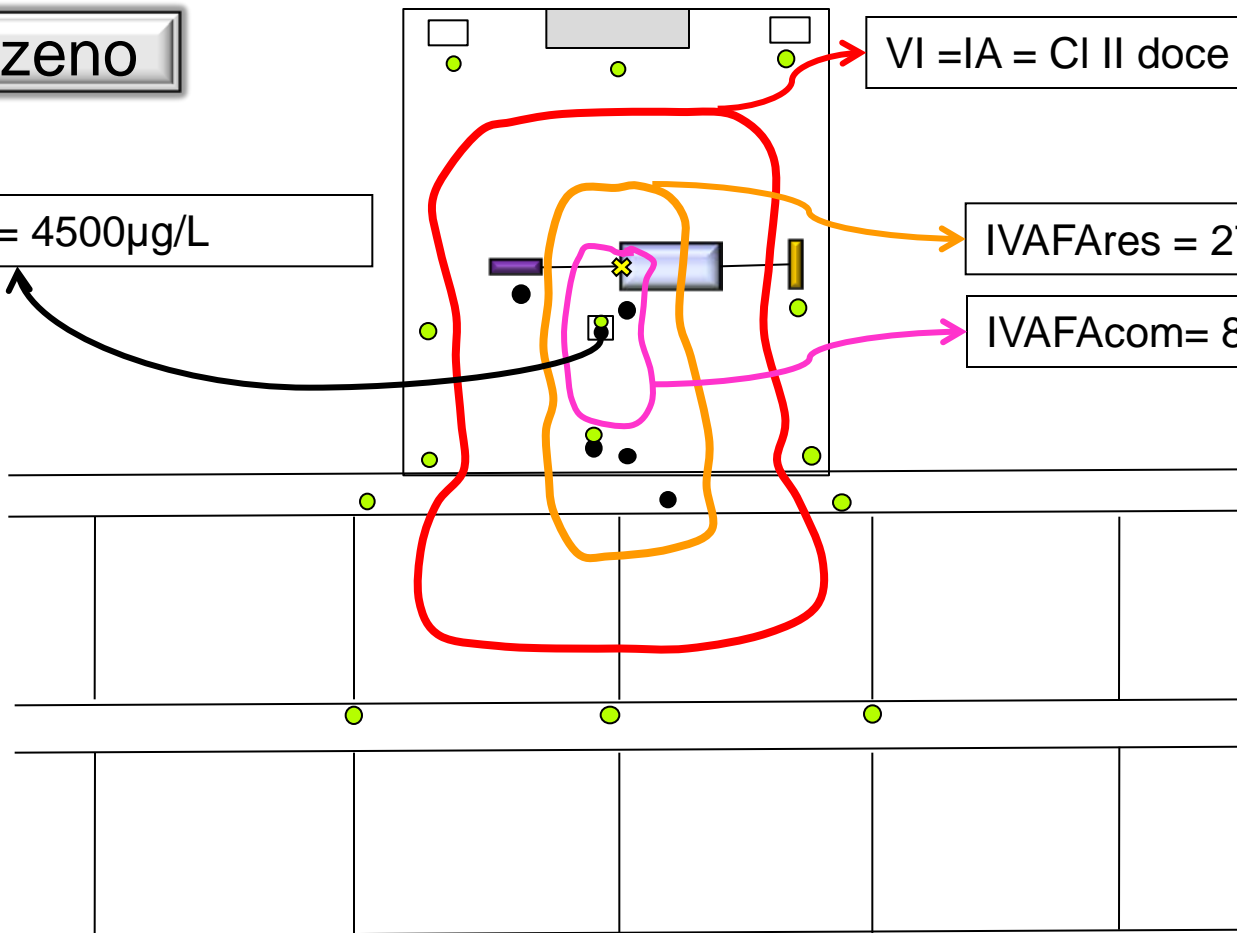 zeno
VI =IA = Cl II doce
= 4500µg/L
IVAFAres = 2
IVAFAcom= 8